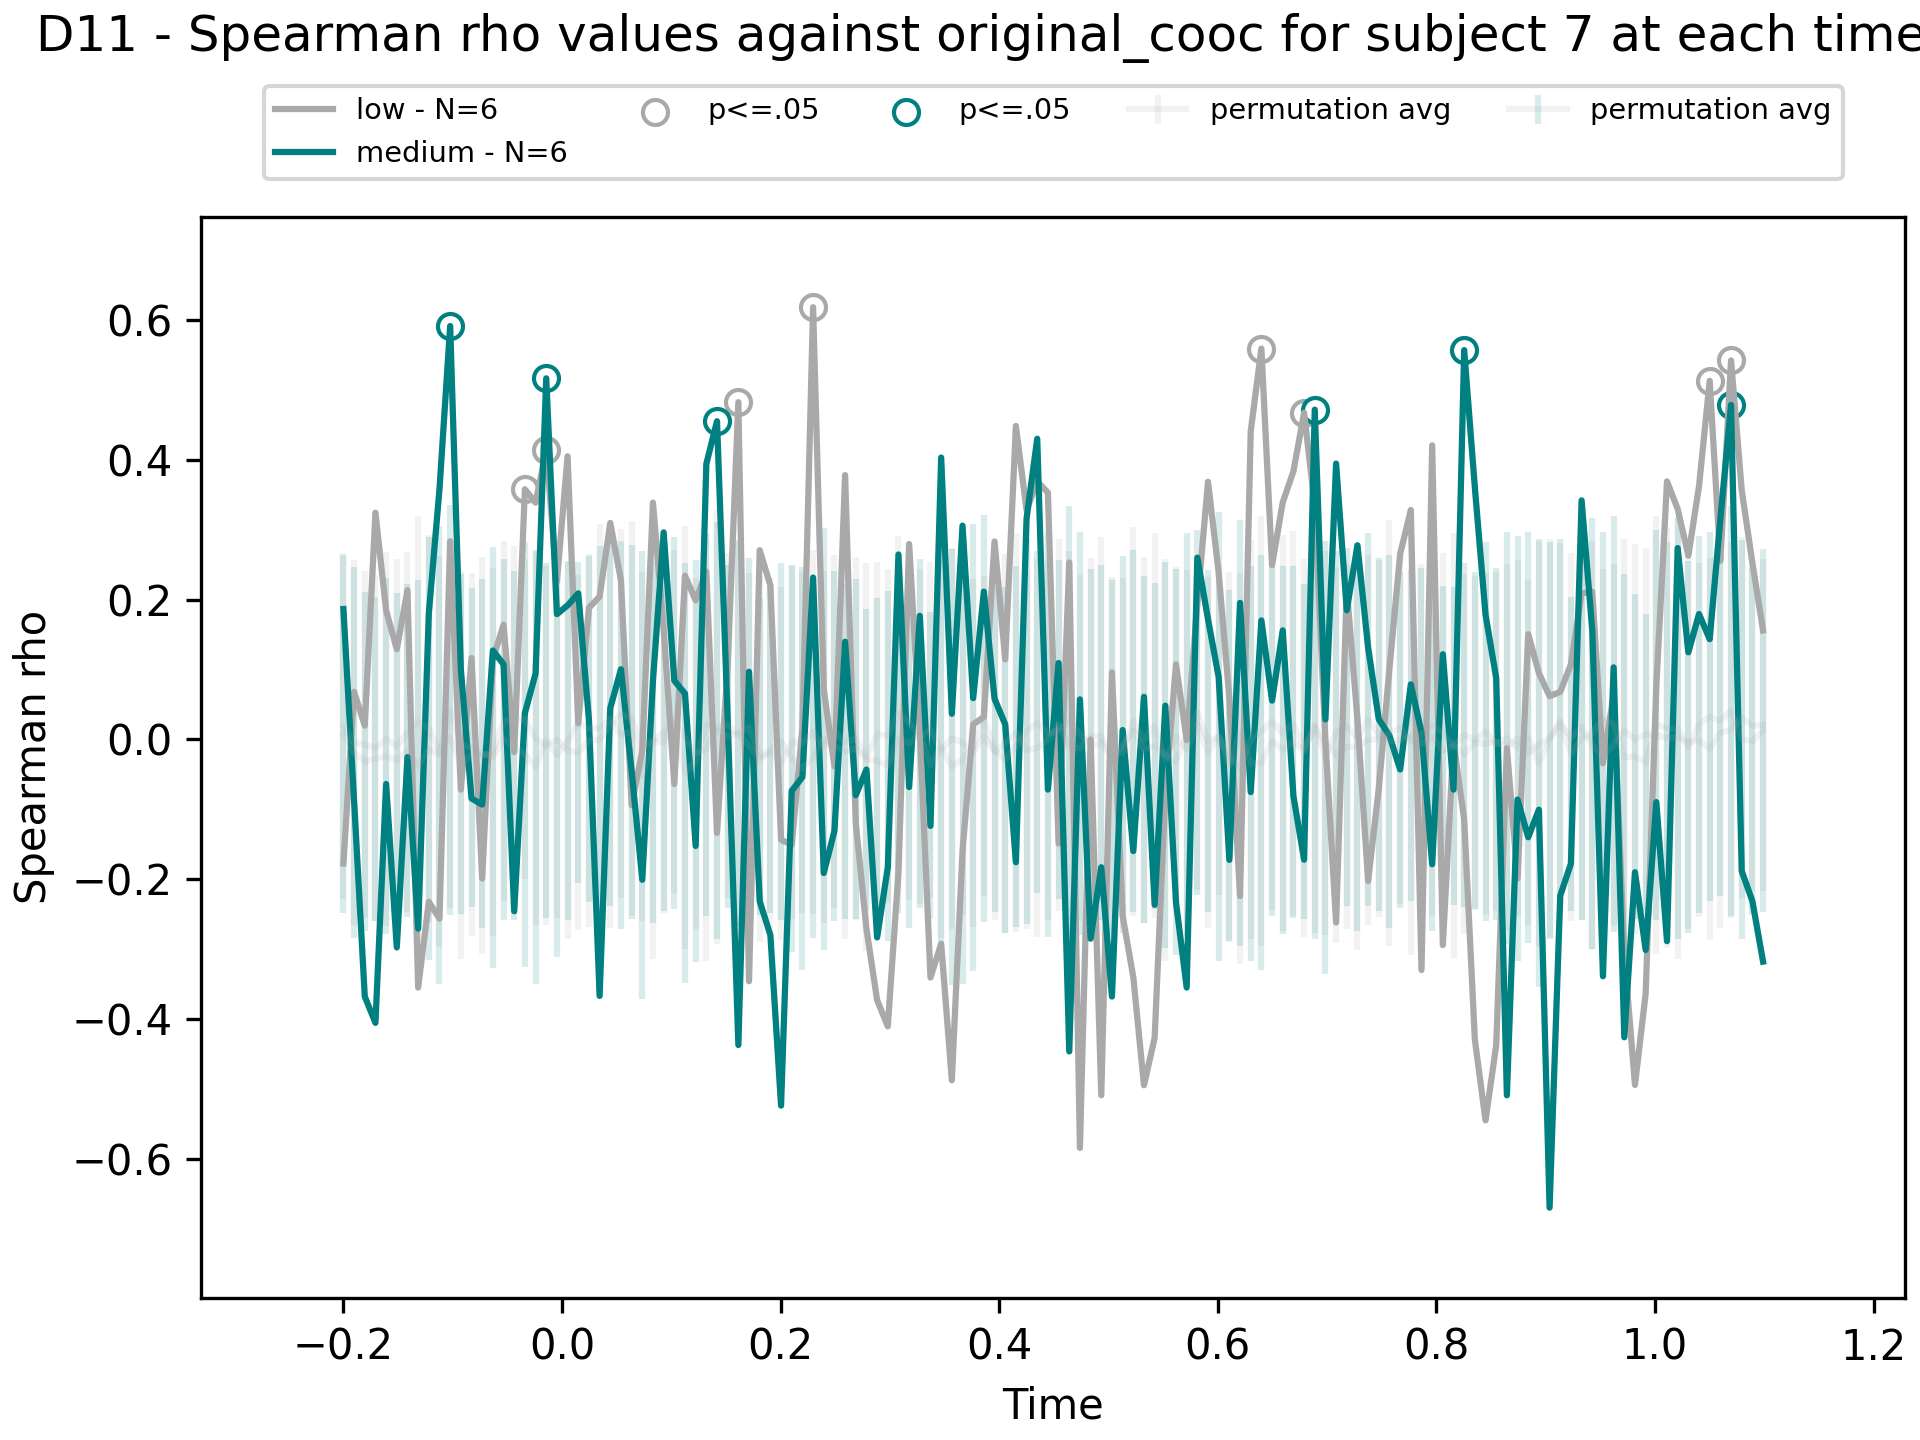 D11 - Spearman rho values against original_cooc for subject 7 at each time
low - N=6
medium - N=6
p<=.05
p<=.05
permutation avg
permutation avg
Spearman rho
0.6
0.4
0.2
0.0
−0.2
−0.4
−0.6
−0.2
0.0
0.2
0.4
0.6
0.8
1.0
1.2
Time